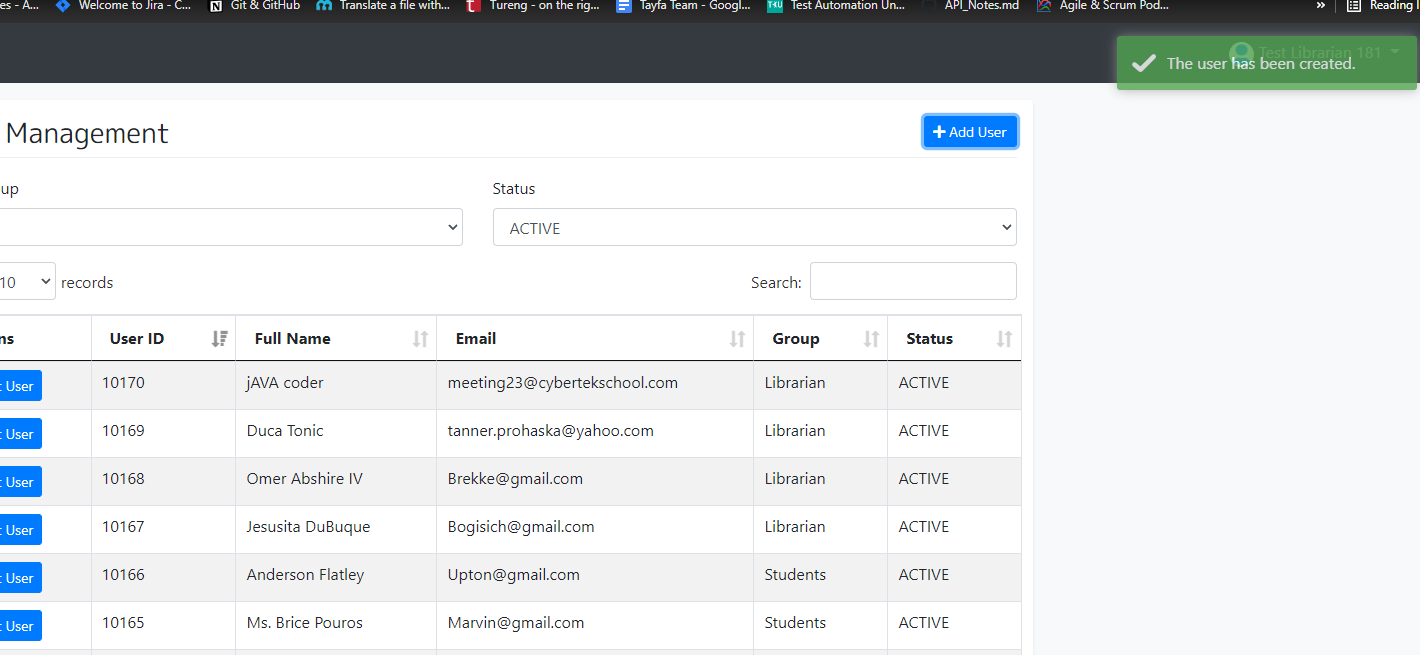 es - A... Welcome to Jira - C... Git & GitHub Translate a file with... Tureng - on the rig... Tayfa Team - Googl... TKU Test Automation Un... API_Notes.md Agile & Scrum Pod... » Reading l
Test Librarian 181
The user has been created.
Management
Add User
up
Status
ACTIVE
10 records
Search:
ns User ID Full Name Email Group Status
t User 10170 jAVA coder meeting23@cybertekschool.com Librarian ACTIVE
t User 10169 Duca Tonic tanner.prohaska@yahoo.com Librarian ACTIVE
t User 10168 Omer Abshire IV Brekke@gmail.com Librarian ACTIVE
t User 10167 Jesusita DuBuque Bogisich@gmail.com Librarian ACTIVE
t User 10166 Anderson Flatley Upton@gmail.com Students ACTIVE
t User 10165 Ms. Brice Pouros Marvin@gmail.com Students ACTIVE